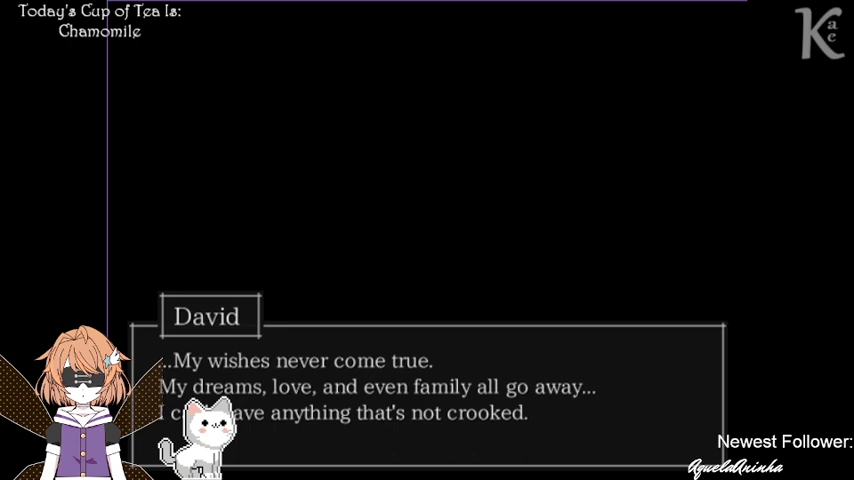 Today's Cup of Tea Is:
Chamomile
Kae
David
...My wishes never come true.
My dreams, love, and even family all go away...
I anything that's not crooked.
Newest Follower:
AquelaAninha